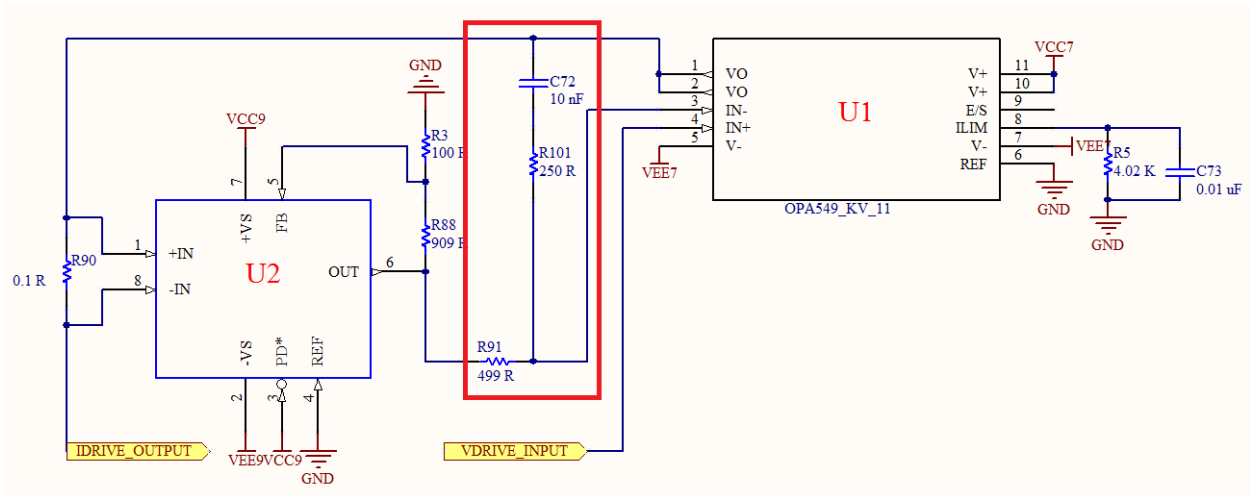 GND
VCC9
R3
100 R
C72
10 nF
R101
250 R
R88
909 R
7
5
+VS
FB
1
+IN
8
-IN
U2
OUT
6
R90
0.1 R
-VS
PD*
REF
2
3
4
R91
499 R
IDRIVE_OUTPUT
VEE9
VCC9
GND
VDRIVE_INPUT
1
VO
2
VO
3
IN-
4
IN+
5
V-
VEE7
U1
OPA549_KV_11
VCC7
V+
11
V+
10
E/S
9
ILIM
8
V-
7
REF
6
VEE7
R5
4.02 K
C73
0.01 uF
GND
GND